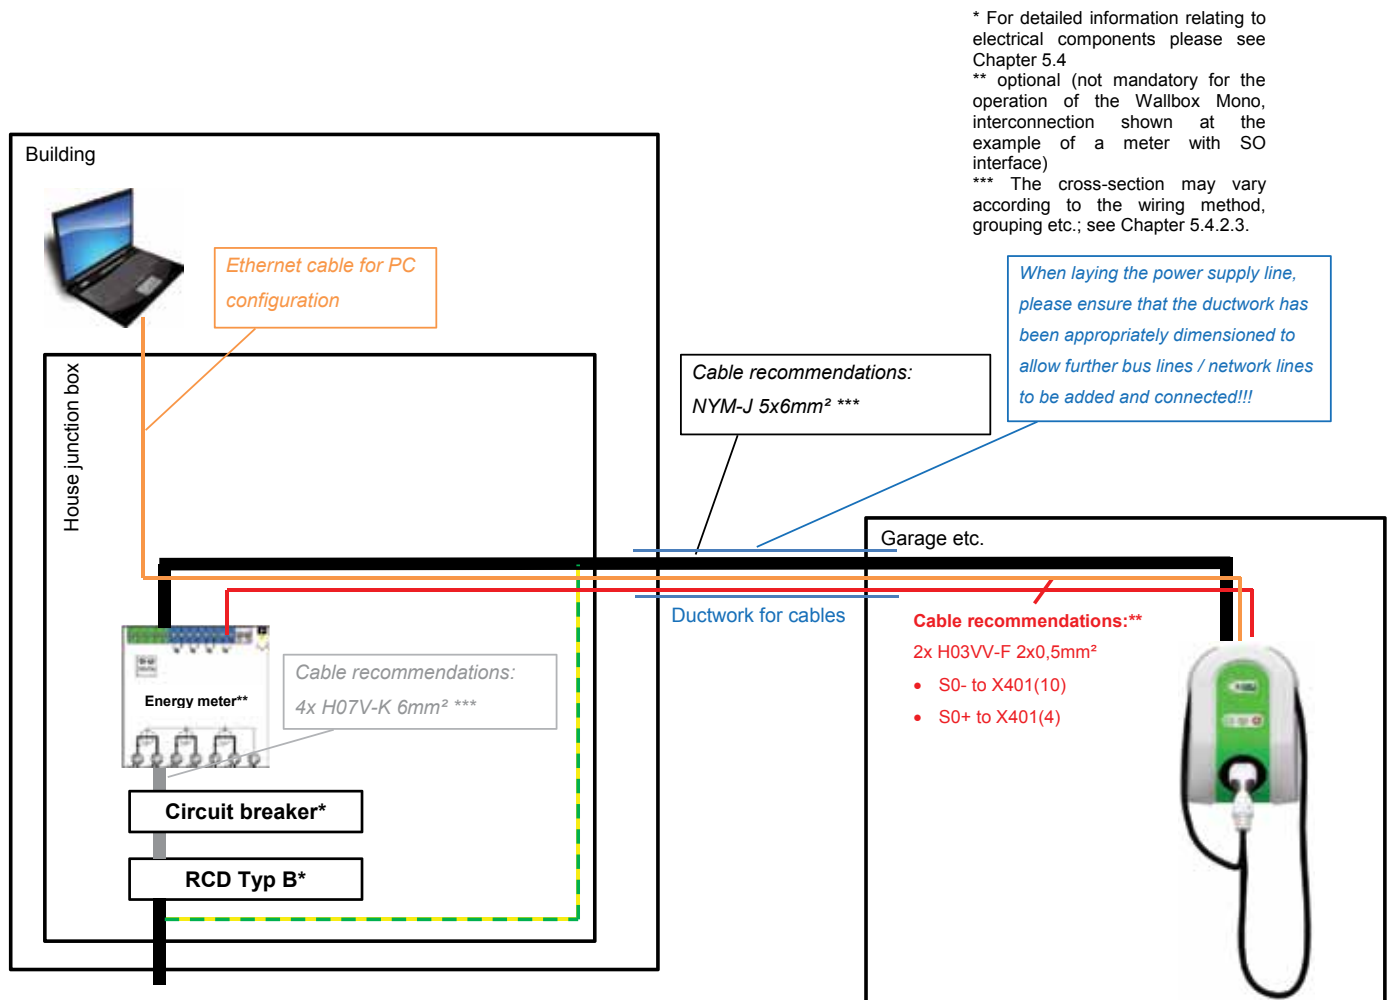 * For detailed information relating to
electrical components please see
Chapter 5.4
** optional (not mandatory for the
operation of the Wallbox Mono,
interconnection shown at the
example of a meter with SO
interface)
*** The cross-section may vary
according to the wiring method,
grouping etc.; see Chapter 5.4.2.3.
Building
Ethernet cable for PC
configuration
When laying the power supply line,
please ensure that the ductwork has
been appropriately dimensioned to
allow further bus lines / network lines
to be added and connected!!!
House junction box
Cable recommendations:
NYM-J 5x6mm² ***
Garage etc.
Ductwork for cables
Cable recommendations:**
2x H03VV-F 2x0,5mm²
• S0- to X401(10)
• S0+ to X401(4)
Energy meter**
Cable recommendations:
4x H07V-K 6mm² ***
Circuit breaker*
RCD Typ B*